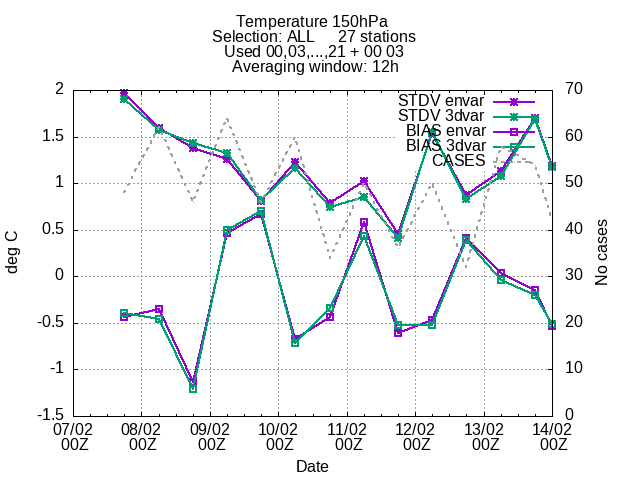 Temperature 150hPa
Selection: ALL 27 stations
Used 00,03,...,21 + 00 03
Averaging window: 12h
STDV envar
STDV 3dvar
BIAS envar
BIAS 3dvar
CASES
2
1.5
1
0.5
0
-0.5
-1
-1.5
70
60
50
40
30
20
10
0
deg C
No cases
07/02 08/02 09/02 10/02 11/02 12/02 13/02 14/02
00Z 00Z 00Z 00Z 00Z 00Z 00Z 00Z
Date